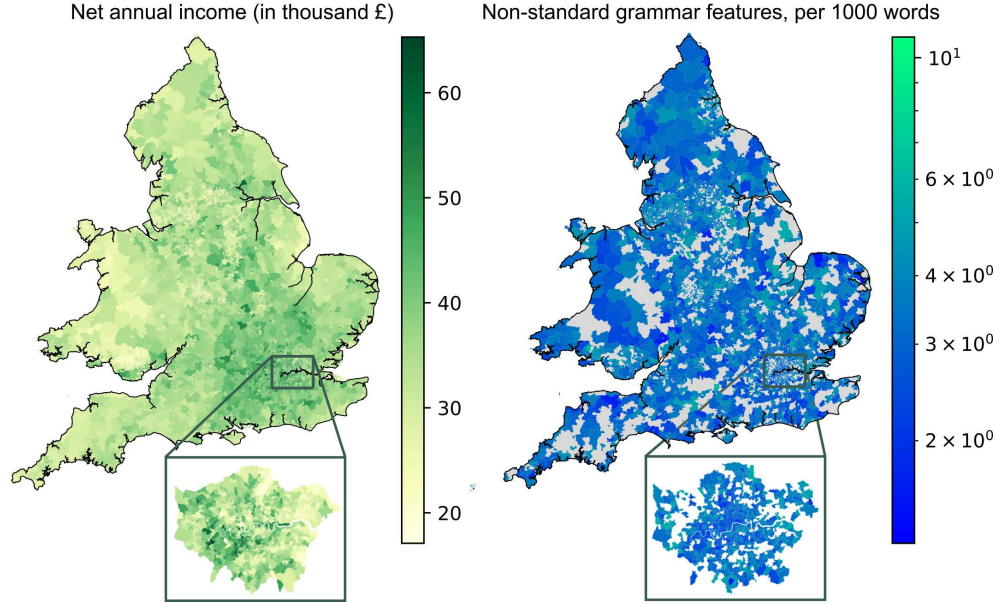 Net annual income (in thousand £)
60
50
40
30
20
Non-standard grammar features, per 1000 words
10¹
6 × 10⁰
4 × 10⁰
3 × 10⁰
2 × 10⁰